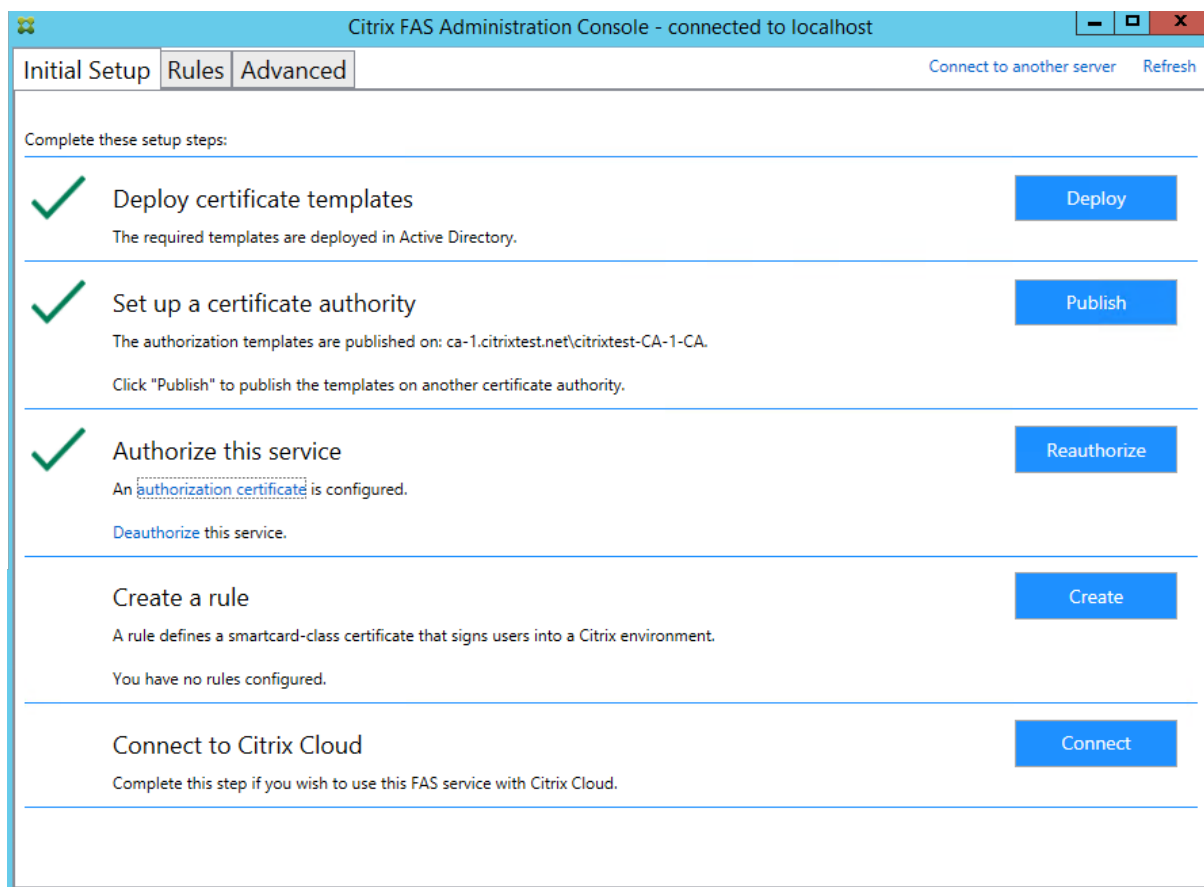 Citrix FAS Administration Console - connected to localhost
Initial Setup Rules Advanced Connect to another server Refresh
Complete these setup steps:
Deploy certificate templates
Deploy
The required templates are deployed in Active Directory.
Set up a certificate authority
Publish
The authorization templates are published on: ca-1.citrixtest.net\citrixtest-CA-1-CA.
Click "Publish" to publish the templates on another certificate authority.
Authorize this service
Reauthorize
An authorization certificate is configured.
Deauthorize this service.
Create a rule
Create
A rule defines a smartcard-class certificate that signs users into a Citrix environment.
You have no rules configured.
Connect to Citrix Cloud
Connect
Complete this step if you wish to use this FAS service with Citrix Cloud.